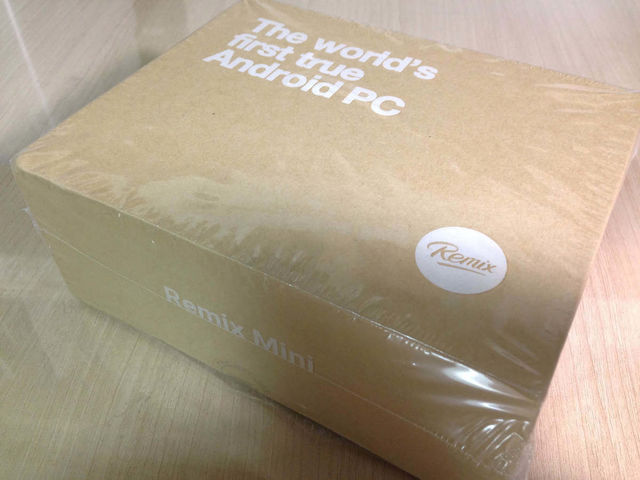 The world's
first true
Android PC
Remix
Remix Mini